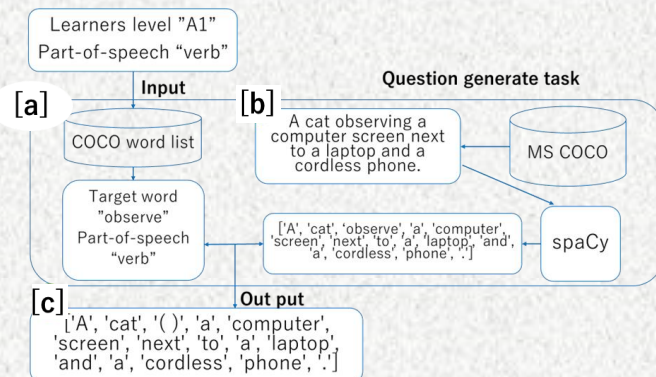 Learners level "A1"
Part-of-speech "verb"
Input
Question generate task
[a]
COCO word list
[b]
A cat observing a
computer screen next
to a laptop and a
cordless phone.
MS COCO
Target word
"observe"
Part-of-speech
"verb"
['A', 'cat', 'observe', 'a', 'computer',
'screen', 'next', 'to', 'a', 'laptop', 'and',
'a', 'cordless', 'phone', '.']
spaCy
[c]
Out put
['A', 'cat', '( )', 'a', 'computer',
'screen', 'next', 'to', 'a', 'laptop',
'and', 'a', 'cordless', 'phone', '.']